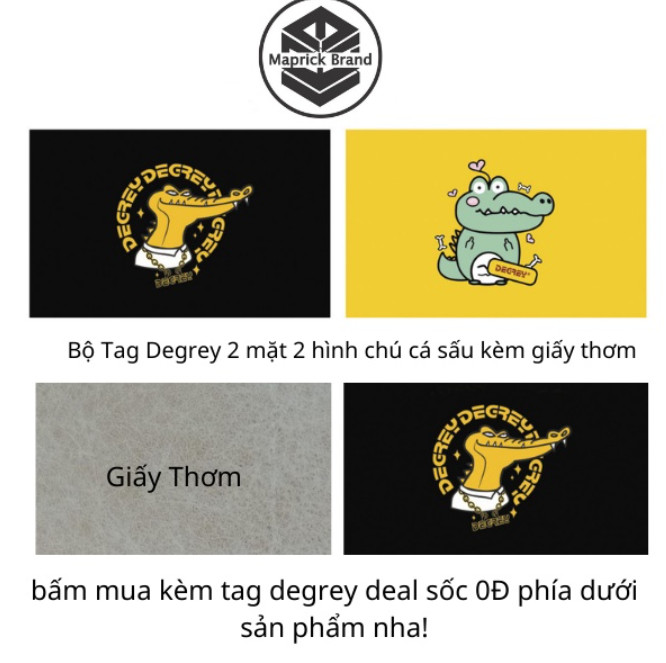 Maprick Brand
DEGREY DEGREY DEGREY
DEGREY
DEGREY
Bộ Tag Degrey 2 mặt 2 hình chú cá sấu kèm giấy thơm
Giấy Thơm
DEGREY DEGREY DEGREY
DEGREY
bấm mua kèm tag degrey deal sốc 0Đ phía dưới
sản phẩm nha!